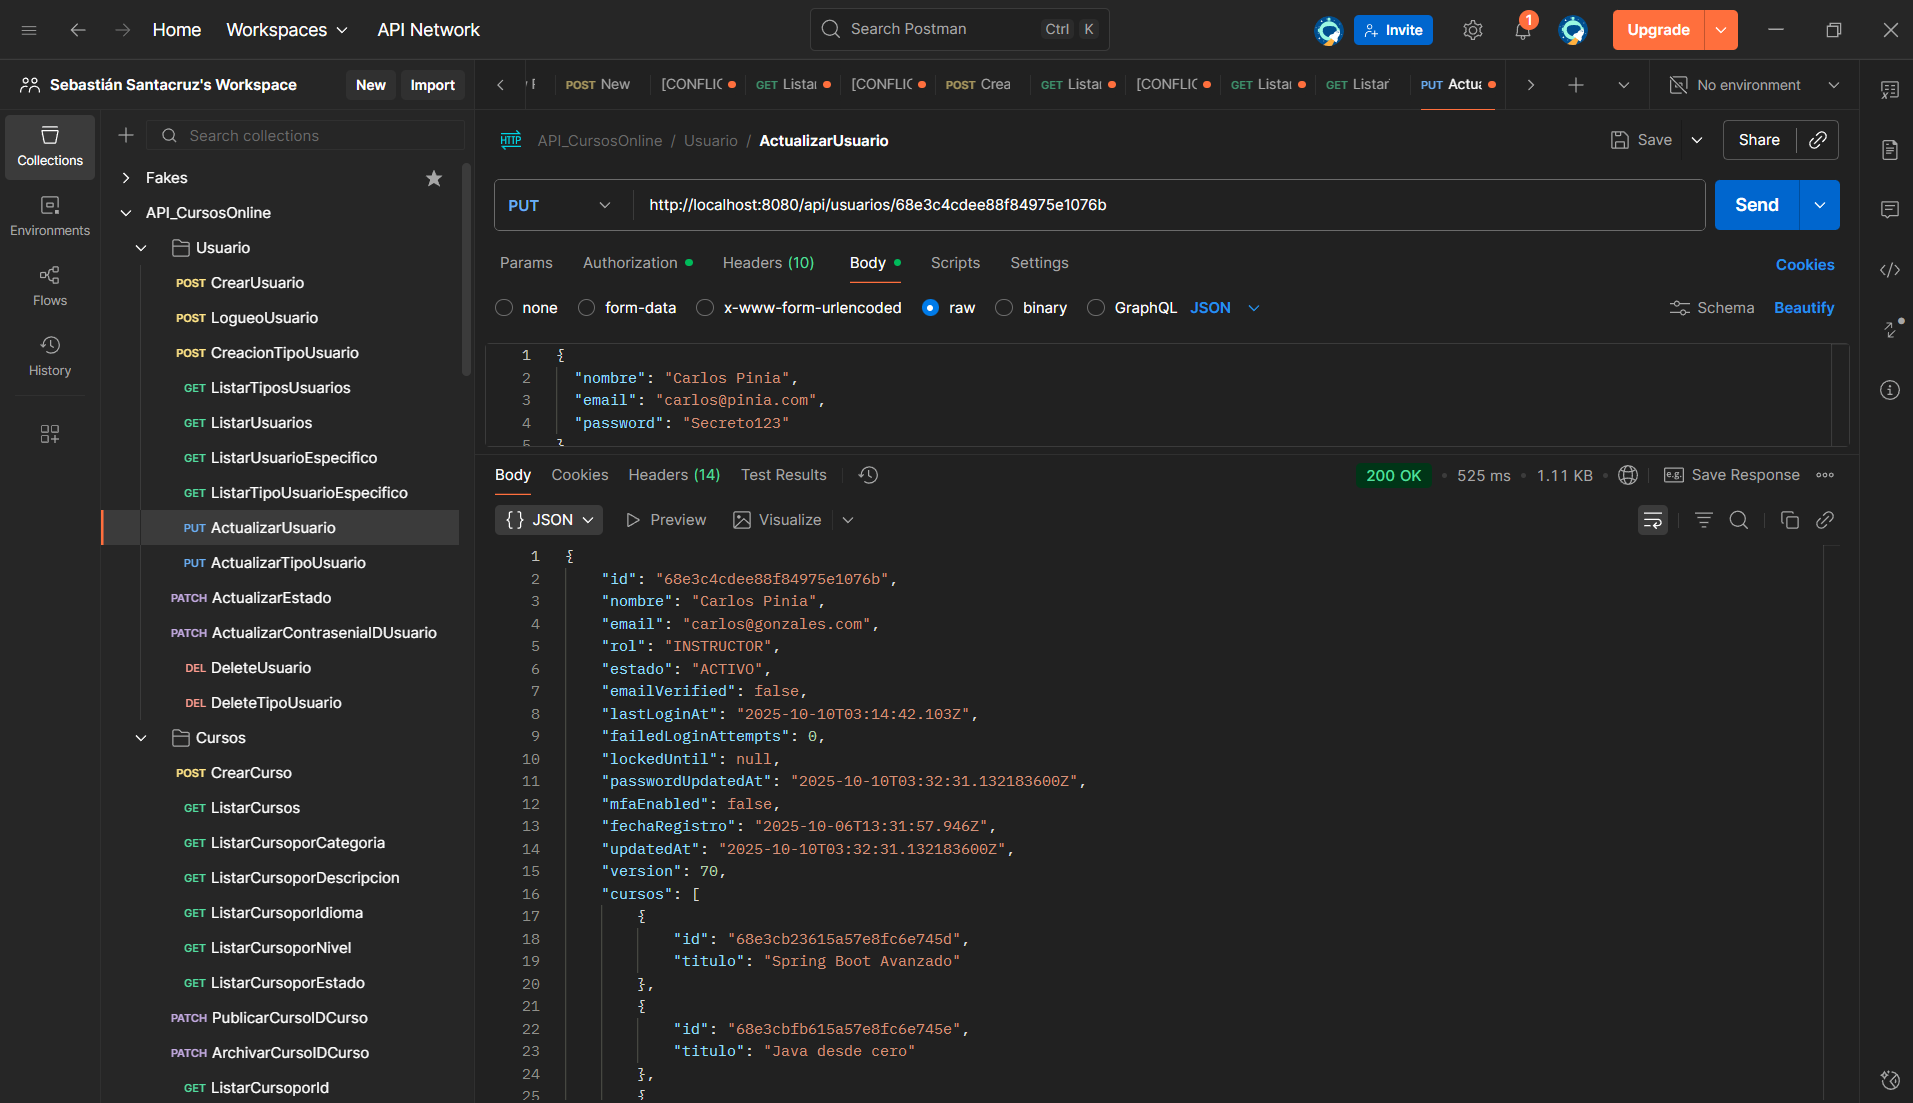 Home
Workspaces
API Network
Search Postman
Ctrl K
Invite
1
Upgrade
Sebastián Santacruz's Workspace
New
Import
POST New
[CONFLIC
GET Listar
[CONFLIC
POST Crea
GET Listar
[CONFLIC
GET Listar
GET Listar
PUT Actua
No environment
Collections
Environments
Flows
History
Search collections
Fakes
API_CursosOnline
Usuario
POST CrearUsuario
POST LogueoUsuario
POST CreacionTipoUsuario
GET ListarTiposUsuarios
GET ListarUsuarios
GET ListarUsuarioEspecifico
GET ListarTipoUsuarioEspecifico
PUT ActualizarUsuario
PUT ActualizarTipoUsuario
PATCH ActualizarEstado
PATCH ActualizarContraseniaIDUsuario
DEL DeleteUsuario
DEL DeleteTipoUsuario
Cursos
POST CrearCurso
GET ListarCursos
GET ListarCursoporCategoria
GET ListarCursoporDescripcion
GET ListarCursoporIdioma
GET ListarCursoporNivel
GET ListarCursoporEstado
PATCH PublicarCursoIDCurso
PATCH ArchivarCursoIDCurso
GET ListarCursoporId
HTTP API_CursosOnline / Usuario / ActualizarUsuario
Save
Share
PUT http://localhost:8080/api/usuarios/68e3c4cdee88f84975e1076b
Send
Params Authorization Headers (10) Body Scripts Settings
Cookies
none form-data x-www-form-urlencoded raw binary GraphQL JSON
Schema Beautify
1 {
2 "nombre": "Carlos Pinia",
3 "email": "carlos@pinia.com",
4 "password": "Secreto123"
5 }
Body Cookies Headers (14) Test Results
200 OK • 525 ms • 1.11 KB
e.g. Save Response
{} JSON Preview Visualize
1 {
2 "id": "68e3c4cdee88f84975e1076b",
3 "nombre": "Carlos Pinia",
4 "email": "carlos@gonzales.com",
5 "rol": "INSTRUCTOR",
6 "estado": "ACTIVO",
7 "emailVerified": false,
8 "lastLoginAt": "2025-10-10T03:14:42.103Z",
9 "failedLoginAttempts": 0,
10 "lockedUntil": null,
11 "passwordUpdatedAt": "2025-10-10T03:32:31.132183600Z",
12 "mfaEnabled": false,
13 "fechaRegistro": "2025-10-06T13:31:57.946Z",
14 "updatedAt": "2025-10-10T03:32:31.132183600Z",
15 "version": 70,
16 "cursos": [
17 {
18 "id": "68e3cb23615a57e8fc6e745d",
19 "titulo": "Spring Boot Avanzado"
20 },
21 {
22 "id": "68e3cbfb615a57e8fc6e745e",
23 "titulo": "Java desde cero"
24 },
25 {